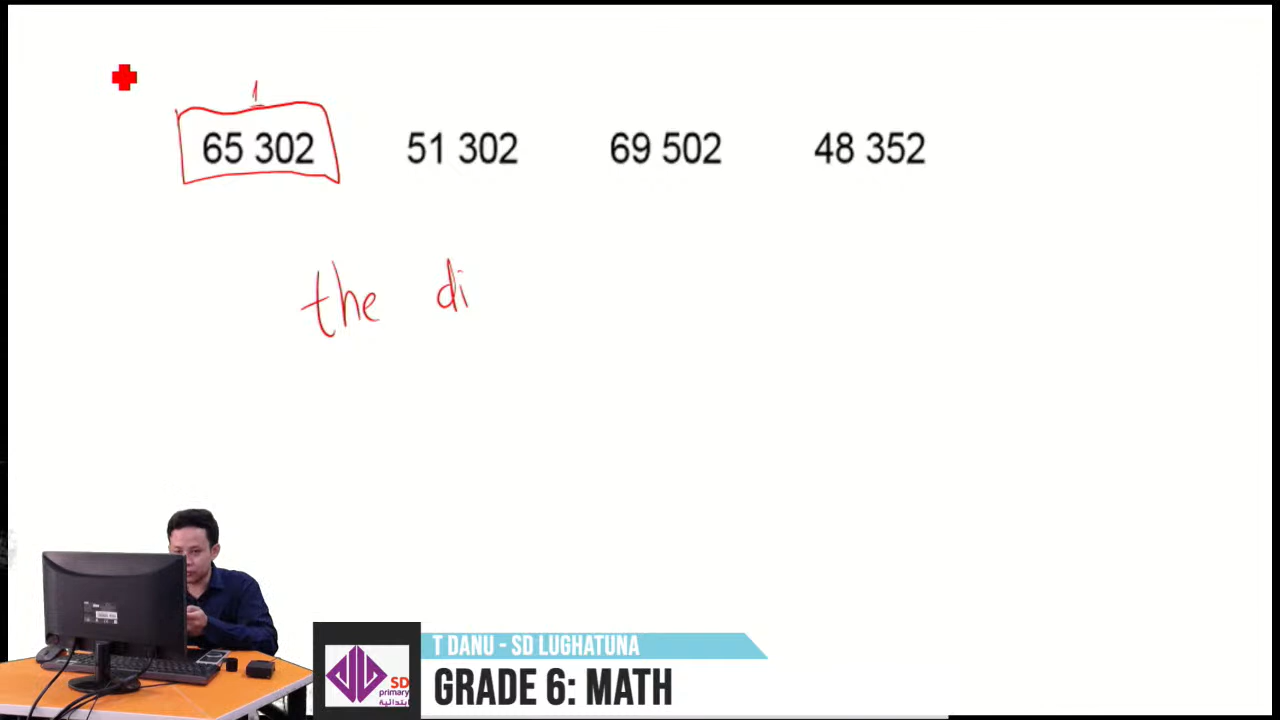 1
65 302 51 302 69 502 48 352
the di
T DANU - SD LUGHATUNA
SD
primary
ابتدائية
GRADE 6: MATH